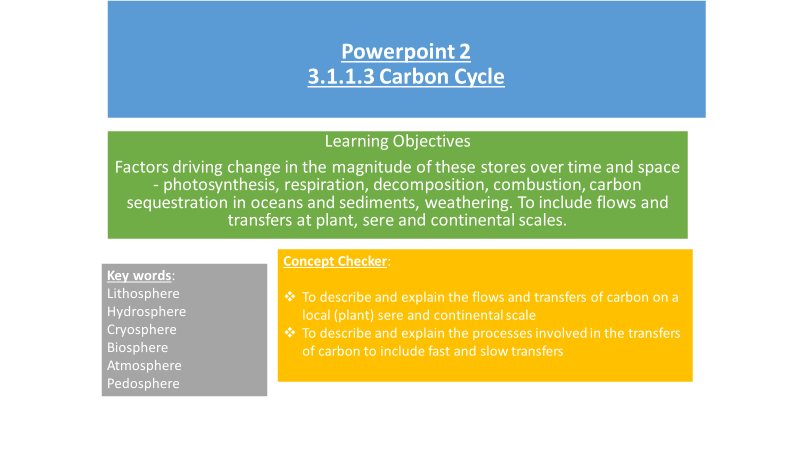 Powerpoint 2
3.1.1.3 Carbon Cycle
Learning Objectives
Factors driving change in the magnitude of these stores over time and space
- photosynthesis, respiration, decomposition, combustion, carbon
sequestration in oceans and sediments, weathering. To include flows and
transfers at plant, sere and continental scales.
Key words:
Lithosphere
Hydrosphere
Cryosphere
Biosphere
Atmosphere
Pedosphere
Concept Checker:
❖ To describe and explain the flows and transfers of carbon on a
local (plant) sere and continental scale
❖ To describe and explain the processes involved in the transfers
of carbon to include fast and slow transfers